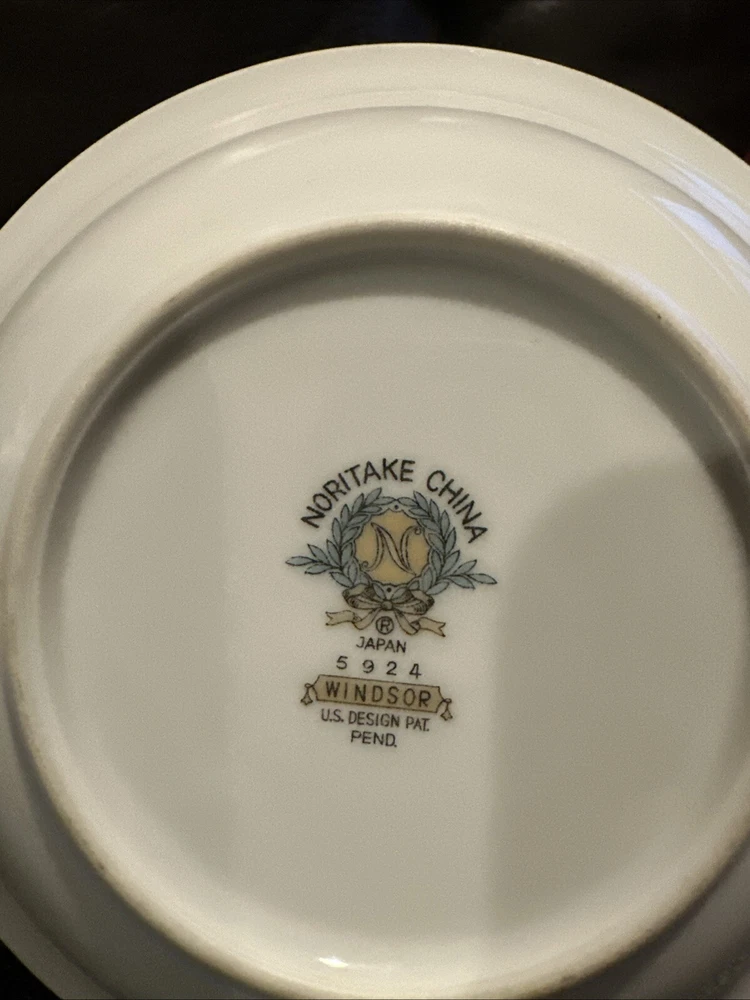 NORITAKE CHINA
N
®
JAPAN
5924
WINDSOR
U.S. DESIGN PAT.
PEND.